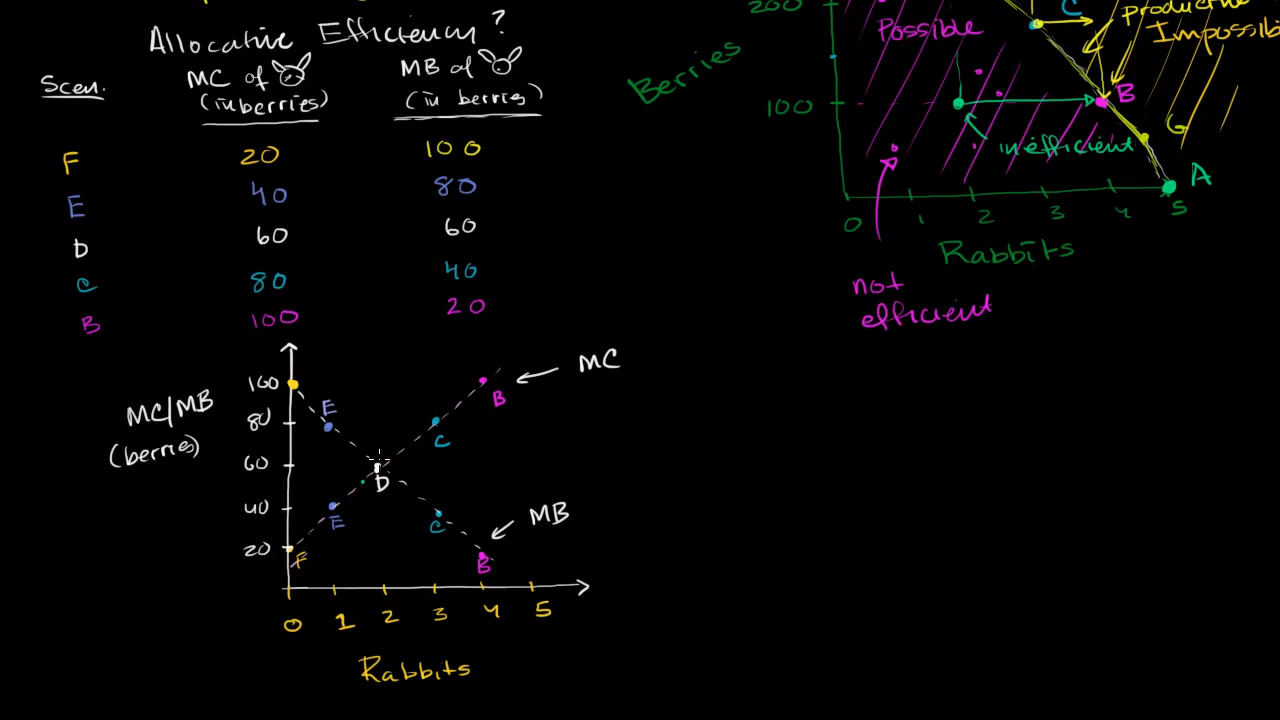 Allocative Efficiency?
Scen. MC of MB of
(in berries) (in berries)
F 20 100
E 40 80
D 60 60
C 80 40
B 100 20
MC/MB
(berries)
100
80
60
40
20
E
B
C
D
E
C
F
B
MC
MB
0 1 2 3 4 5
Rabbits
200
100
Berries
Possible
C
Impossib
B
G
inefficient
A
0 1 2 3 4 5
Rabbits
not
efficient